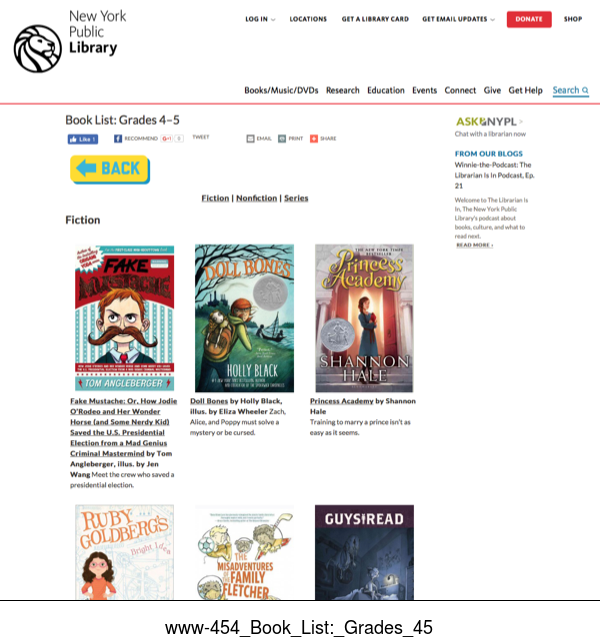 New York
Public
Library
LOG IN
LOCATIONS
GET A LIBRARY CARD
GET EMAIL UPDATES
DONATE
SHOP
Books/Music/DVDs
Research
Education
Events
Connect
Give
Get Help
Search
Book List: Grades 4–5
Like 1
RECOMMEND
G+1 0
TWEET
EMAIL
PRINT
SHARE
ASK NYPL
Chat with a librarian now
BACK
FROM OUR BLOGS
Winnie-the-Podcast: The
Librarian Is In Podcast, Ep.
21
Welcome to The Librarian Is
In, The New York Public
Library's podcast about
books, culture, and what to
read next.
READ MORE ›
Fiction | Nonfiction | Series
Fiction
FAKE
MUSTACHE
TOM ANGLEBERGER
DOLL BONES
HOLLY BLACK
Princess
Academy
SHANNON
HALE
Fake Mustache: Or, How Jodie
O'Rodeo and Her Wonder
Horse (and Some Nerdy Kid)
Saved the U.S. Presidential
Election from a Mad Genius
Criminal Mastermind by Tom
Angleberger, illus. by Jen
Wang Meet the crew who saved a
presidential election.
Doll Bones by Holly Black,
illus. by Eliza Wheeler Zach,
Alice, and Poppy must solve a
mystery or be cursed.
Princess Academy by Shannon
Hale
Training to marry a prince isn't as
easy as it seems.
RUBY
GOLDBERG'S
Bright Idea
THE
MISADVENTURES
OF THE FAMILY
FLETCHER
GUYS READ
www-454_Book_List:_Grades_45